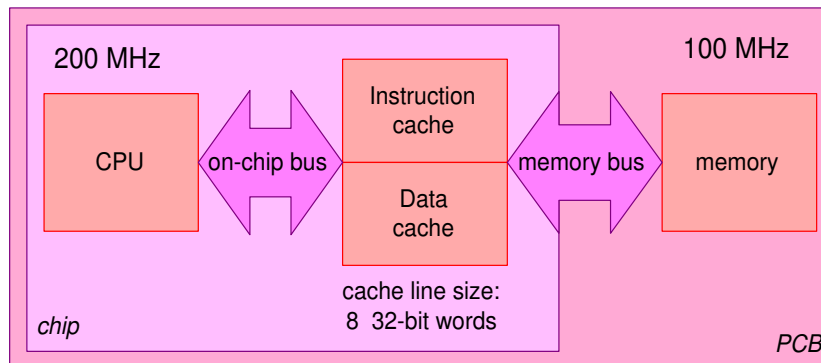 200 MHz
100 MHz
CPU
on-chip bus
Instruction
cache
Data
cache
memory bus
memory
cache line size:
8 32-bit words
chip
PCB